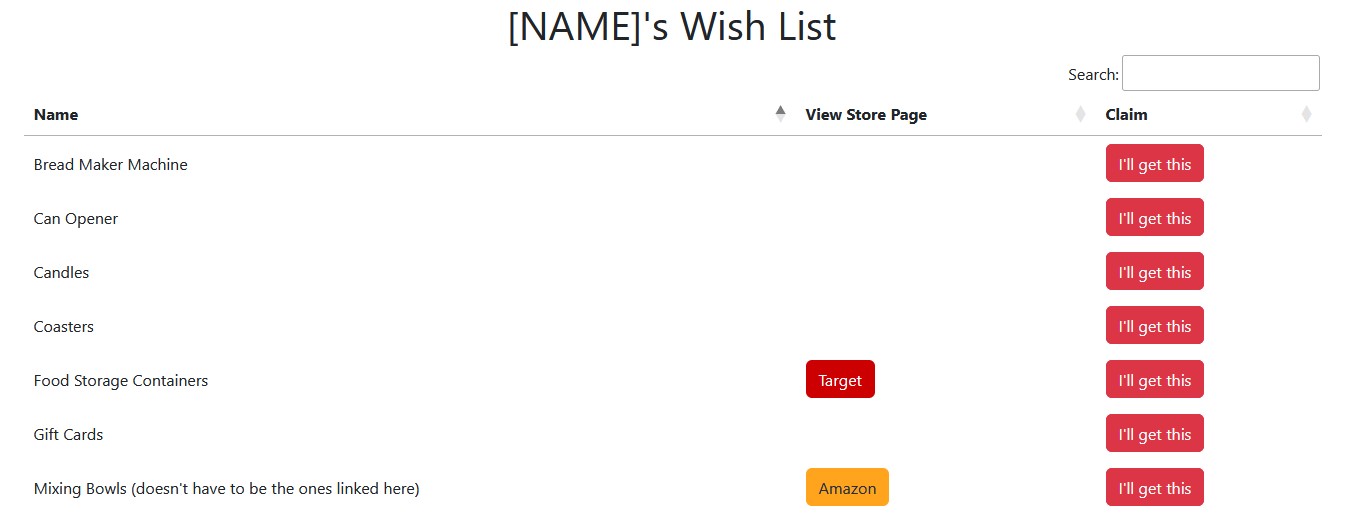 [NAME]'s Wish List
Search:
Name View Store Page Claim
Bread Maker Machine I'll get this
Can Opener I'll get this
Candles I'll get this
Coasters I'll get this
Food Storage Containers Target I'll get this
Gift Cards I'll get this
Mixing Bowls (doesn't have to be the ones linked here) Amazon I'll get this